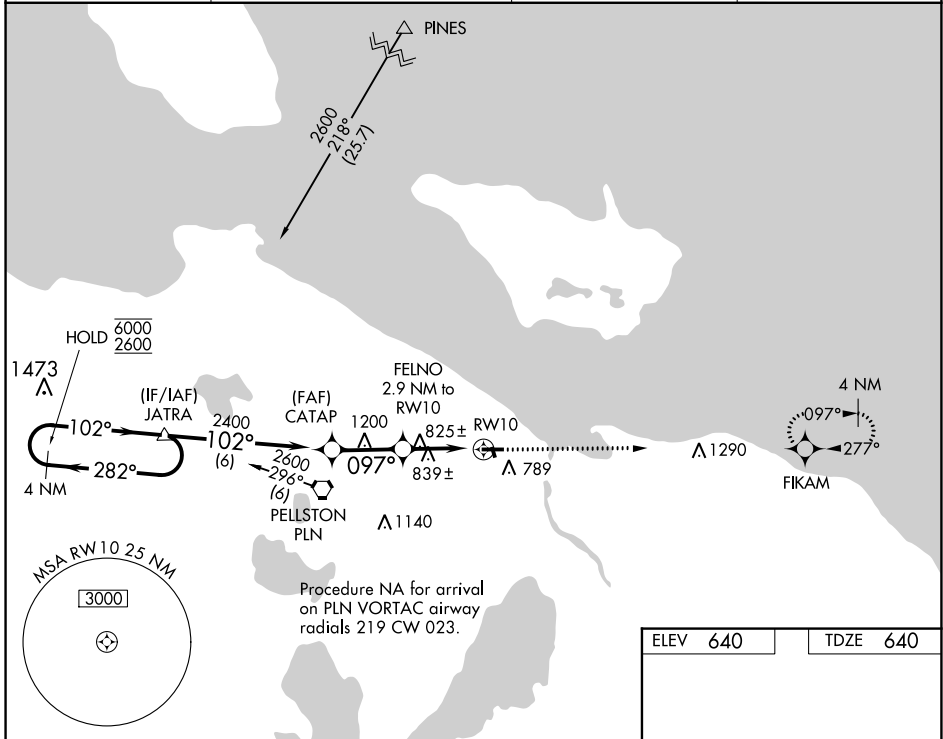 PINES
2600
218°
(25.7)
HOLD
6000
2600
1473
(IF/IAF)
JATRA
102°
282°
4 NM
2400
102°
(6)
(FAF)
CATAP
1200
097°
FELNO
2.9 NM to
RW10
825±
839±
RW10
789
1290
4 NM
097°
277°
FIKAM
2600
296°
(6)
PELLSTON
PLN
1140
MSA RW10 25 NM
3000
Procedure NA for arrival
on PLN VORTAC airway
radials 219 CW 023.
ELEV 640
TDZE 640